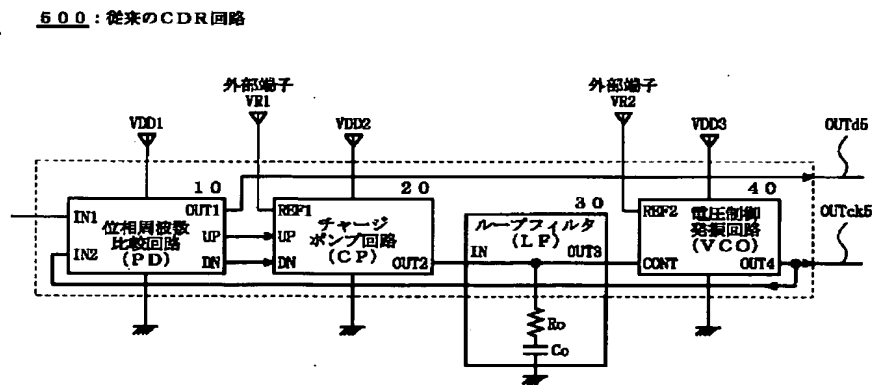 500:従来のCDR回路
外部端子
VR1
外部端子
VR2
VDD1
VDD2
VDD3
OUTd5
10
20
30
40
OUTck5
IN1
OUT1
位相周波数
比較回路
(PD)
IN2
UP
DN
REF1
チャージ
ポンプ回路
(CP)
UP
DN
OUT2
ループフィルタ
(LF)
IN
OUT3
Ro
Co
REF2
電圧制御
発振回路
(VCO)
CONT
OUT4